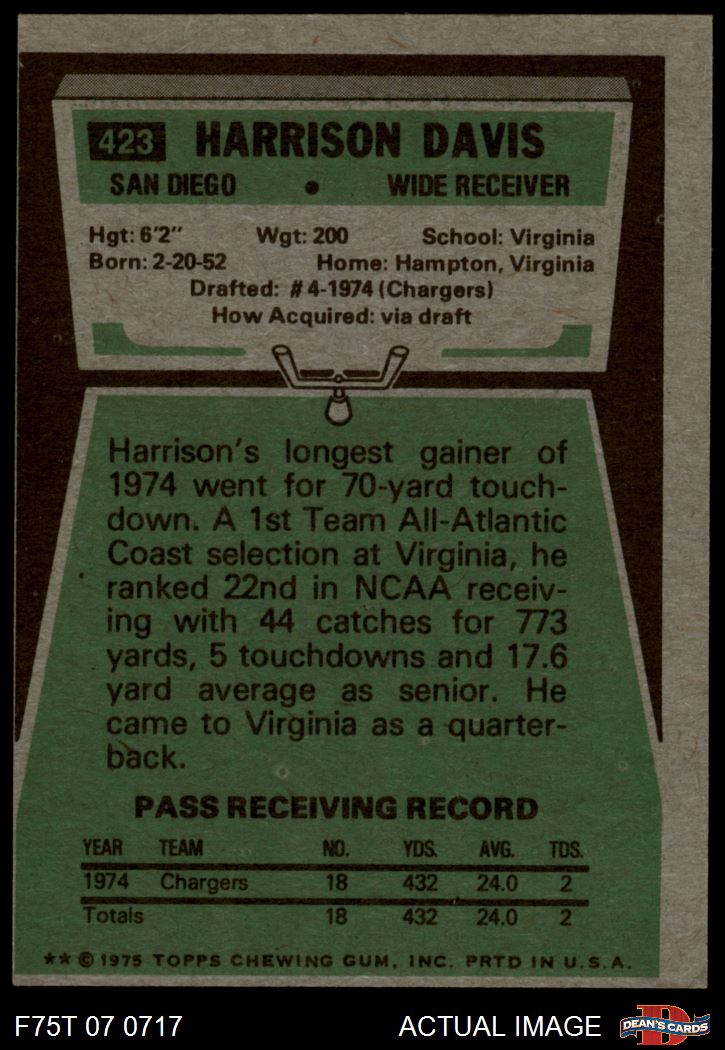 423 HARRISON DAVIS
SAN DIEGO • WIDE RECEIVER
Hgt: 6'2" Wgt: 200 School: Virginia
Born: 2-20-52 Home: Hampton, Virginia
Drafted: #4-1974 (Chargers)
How Acquired: via draft
Harrison's longest gainer of
1974 went for 70-yard touch-
down. A 1st Team All-Atlantic
Coast selection at Virginia, he
ranked 22nd in NCAA receiv-
ing with 44 catches for 773
yards, 5 touchdowns and 17.6
yard average as senior. He
came to Virginia as a quarter-
back.
PASS RECEIVING RECORD
YEAR TEAM NO. YDS. AVG. TDS.
1974 Chargers 18 432 24.0 2
Totals 18 432 24.0 2
** © 1975 TOPPS CHEWING GUM, INC. PRTD IN U.S.A.
F75T 07 0717 ACTUAL IMAGE D DEAN'S CARDS